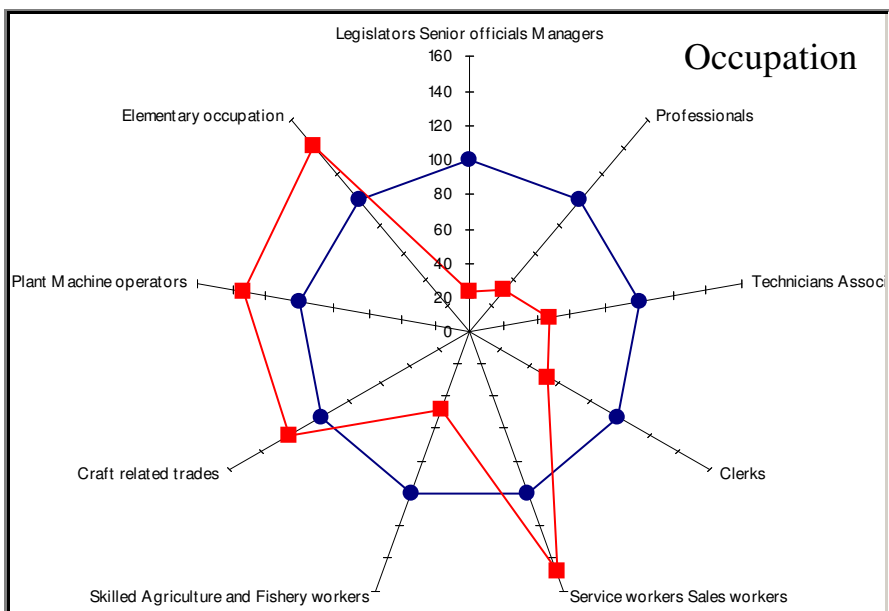 Legislators Senior officials Managers
Occupation
160
140
120
100
80
60
40
20
0
Elementary occupation
Professionals
Plant Machine operators
Technicians Associ
Craft related trades
Clerks
Skilled Agriculture and Fishery workers
Service workers Sales workers